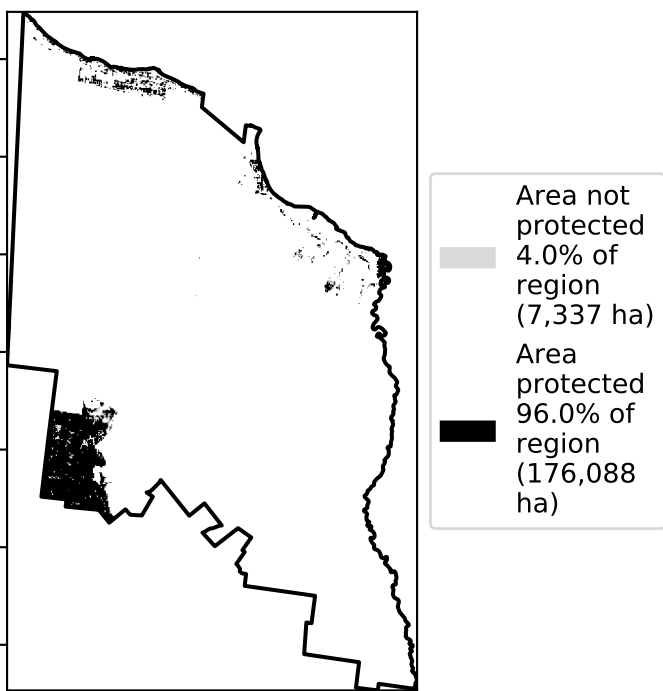 Area not
protected
4.0% of
region
(7,337 ha)
Area
protected
96.0% of
region
(176,088
ha)